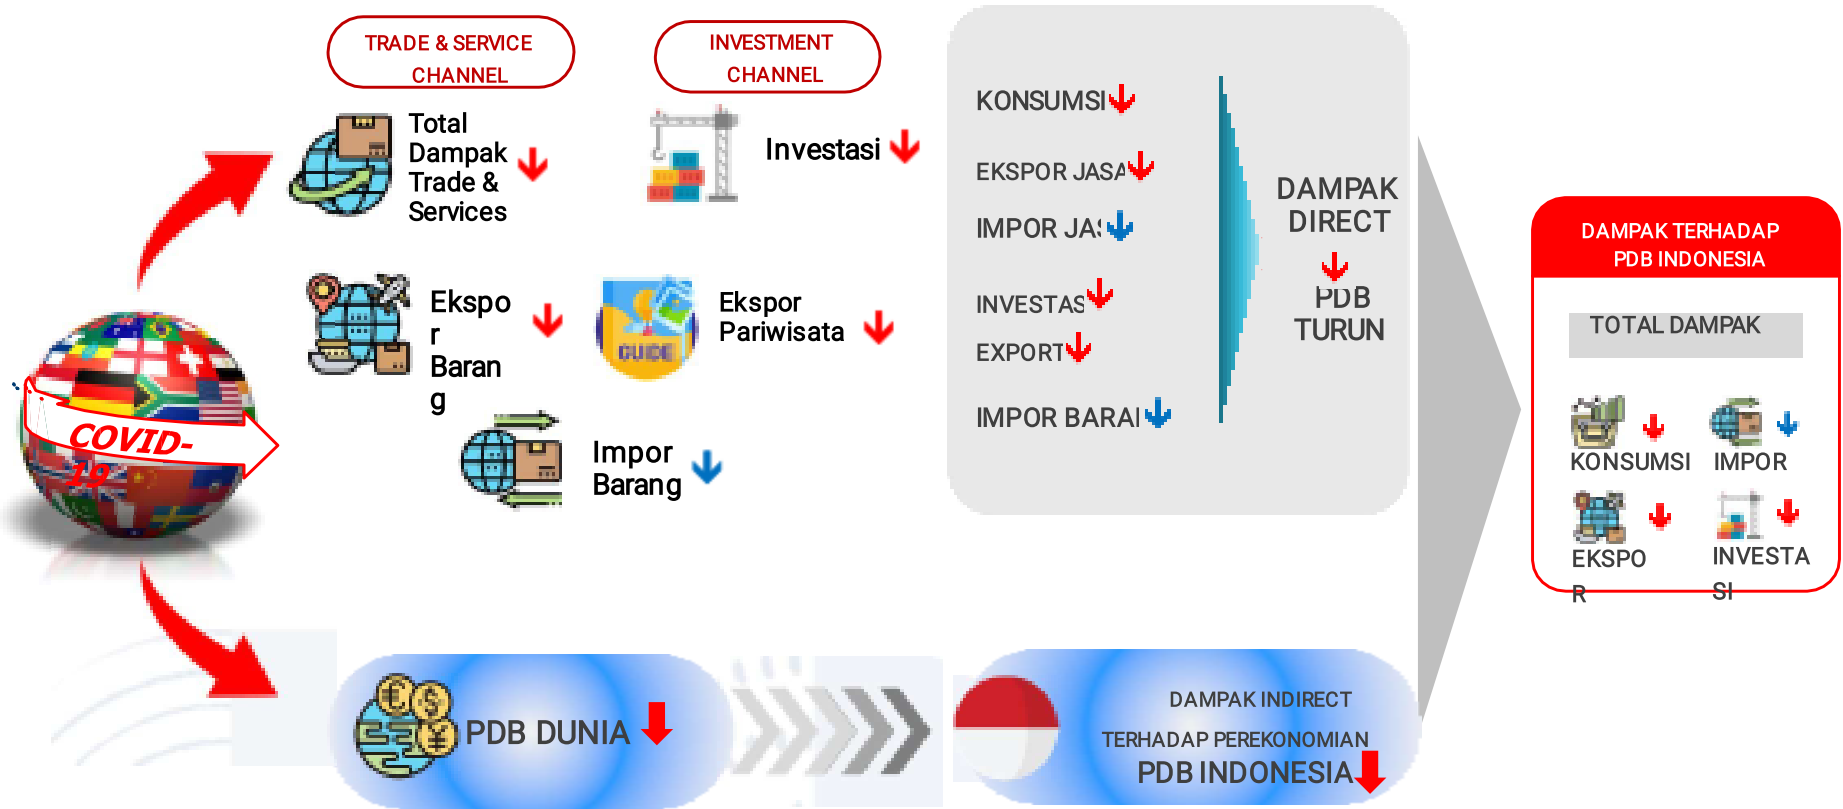 TRADE & SERVICE
CHANNEL
INVESTMENT
CHANNEL
Total
Dampak
Trade &
Services
Investasi
Ekspo
r
Baran
g
GUIDE
Ekspor
Pariwisata
Impor
Barang
COVID-
19
KONSUMSI
EKSPOR JASA
IMPOR JAS
INVESTAS
EXPORT
IMPOR BARAI
DAMPAK
DIRECT
PDB
TURUN
DAMPAK TERHADAP
PDB INDONESIA
TOTAL DAMPAK
KONSUMSI
IMPOR
EKSPO
R
INVESTA
SI
PDB DUNIA
DAMPAK INDIRECT
TERHADAP PEREKONOMIAN
PDB INDONESIA